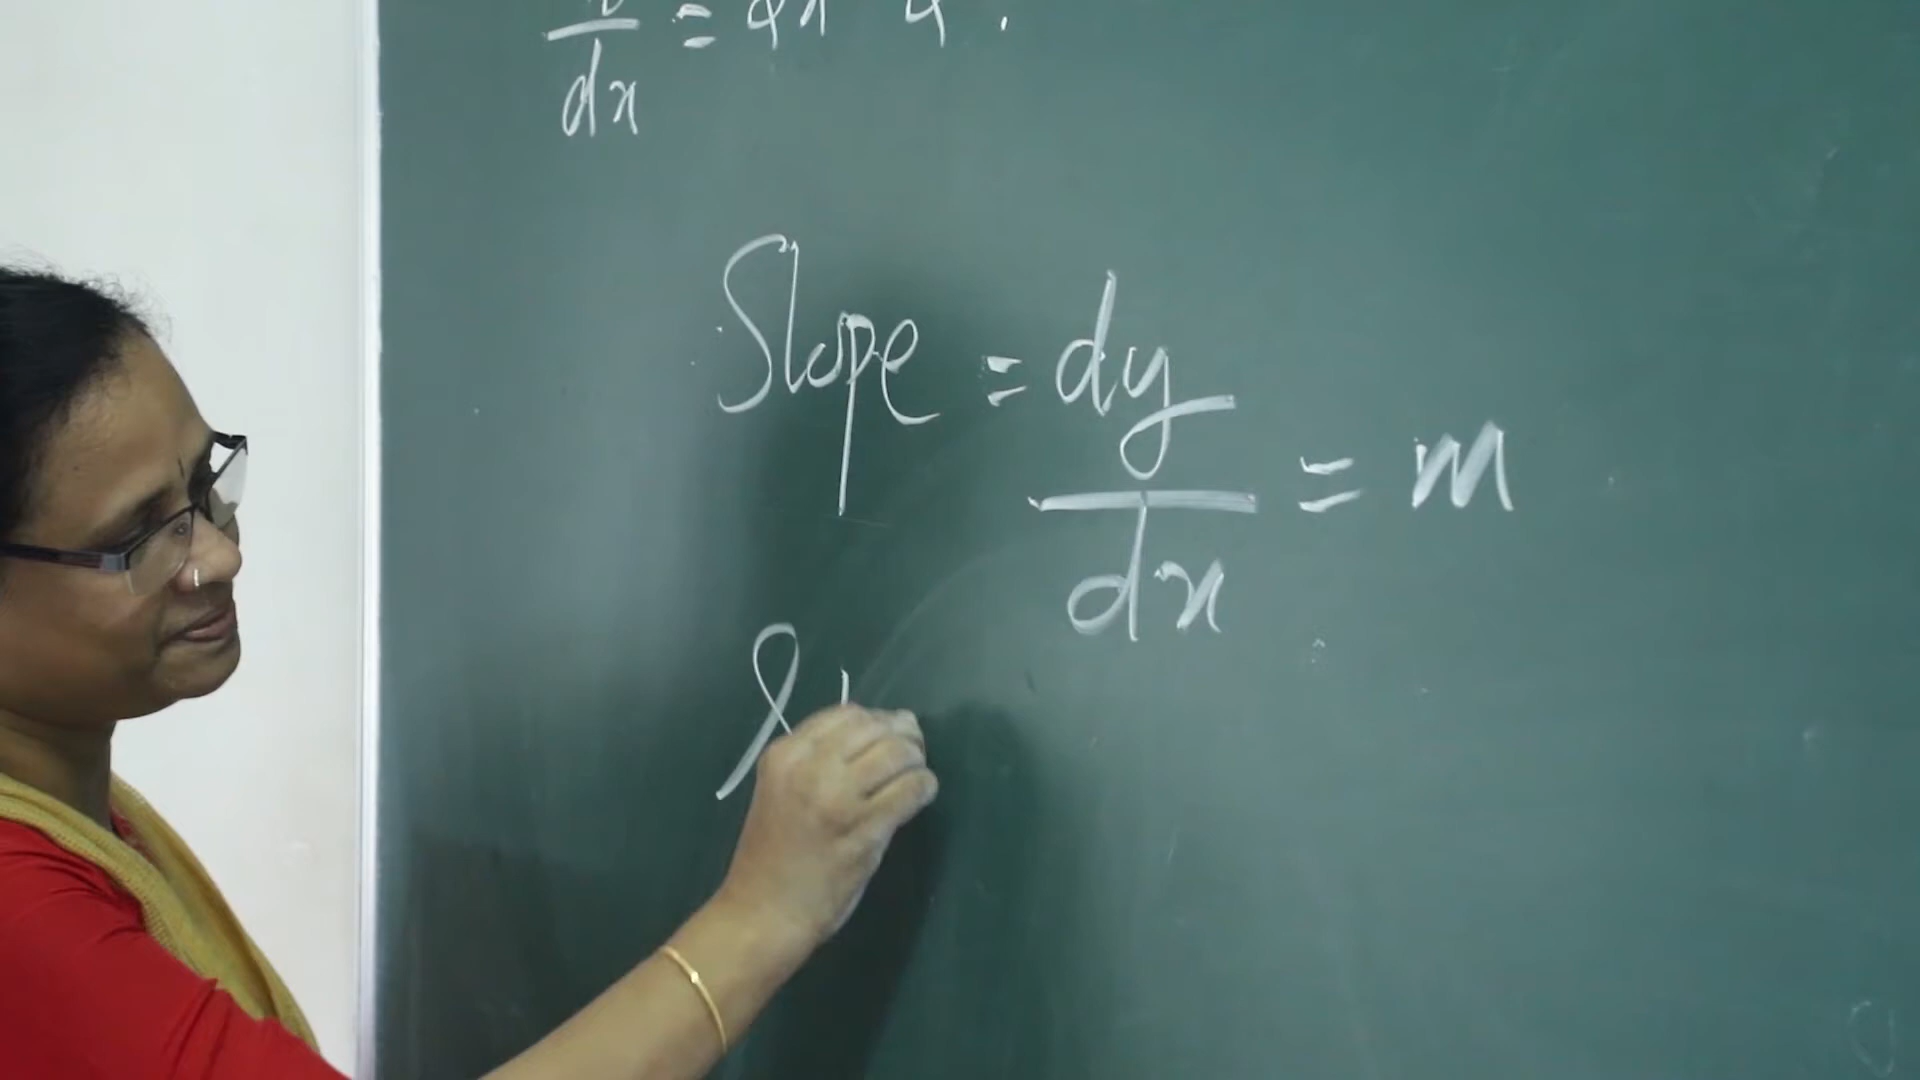 dx
Slope = dy/dx = m